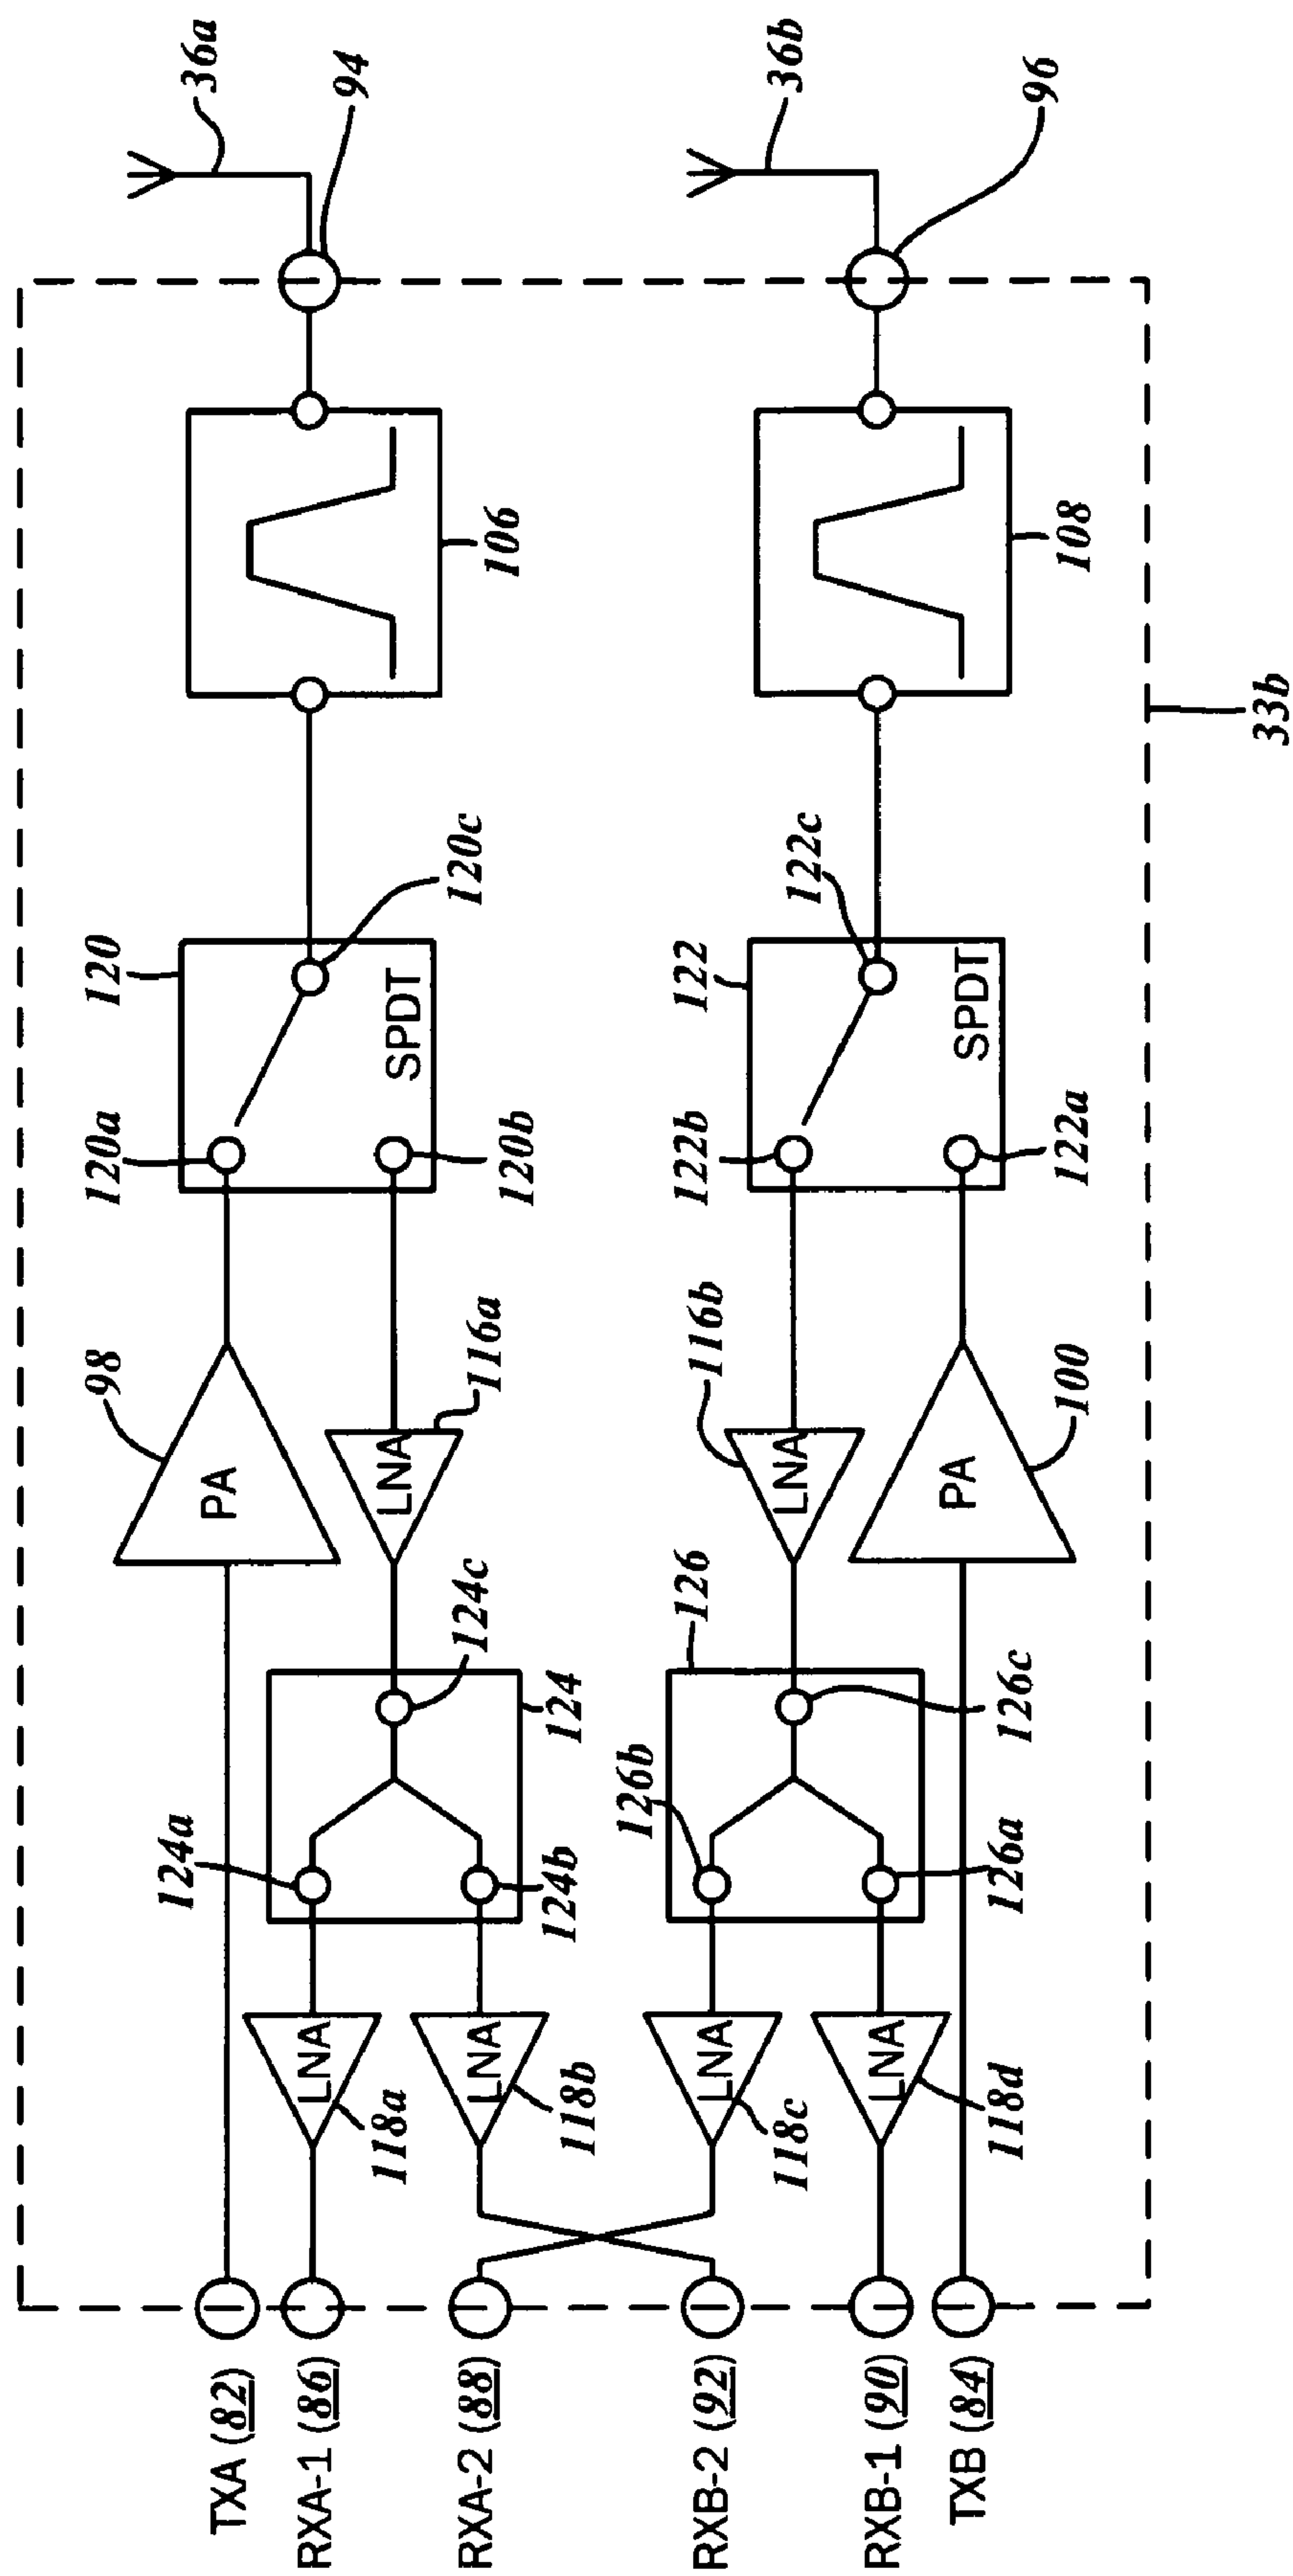 36a
94
36b
96
106
108
33b
120
120a
120b
120c
SPDT
122
122b
122a
122c
SPDT
98
PA
116a
LNA
116b
LNA
100
PA
124c
124
124a
124b
126
126c
126b
126a
LNA
118a
LNA
118b
LNA
118c
LNA
118d
TXA (82)
RXA-1 (86)
RXA-2 (88)
RXB-2 (92)
RXB-1 (90)
TXB (84)